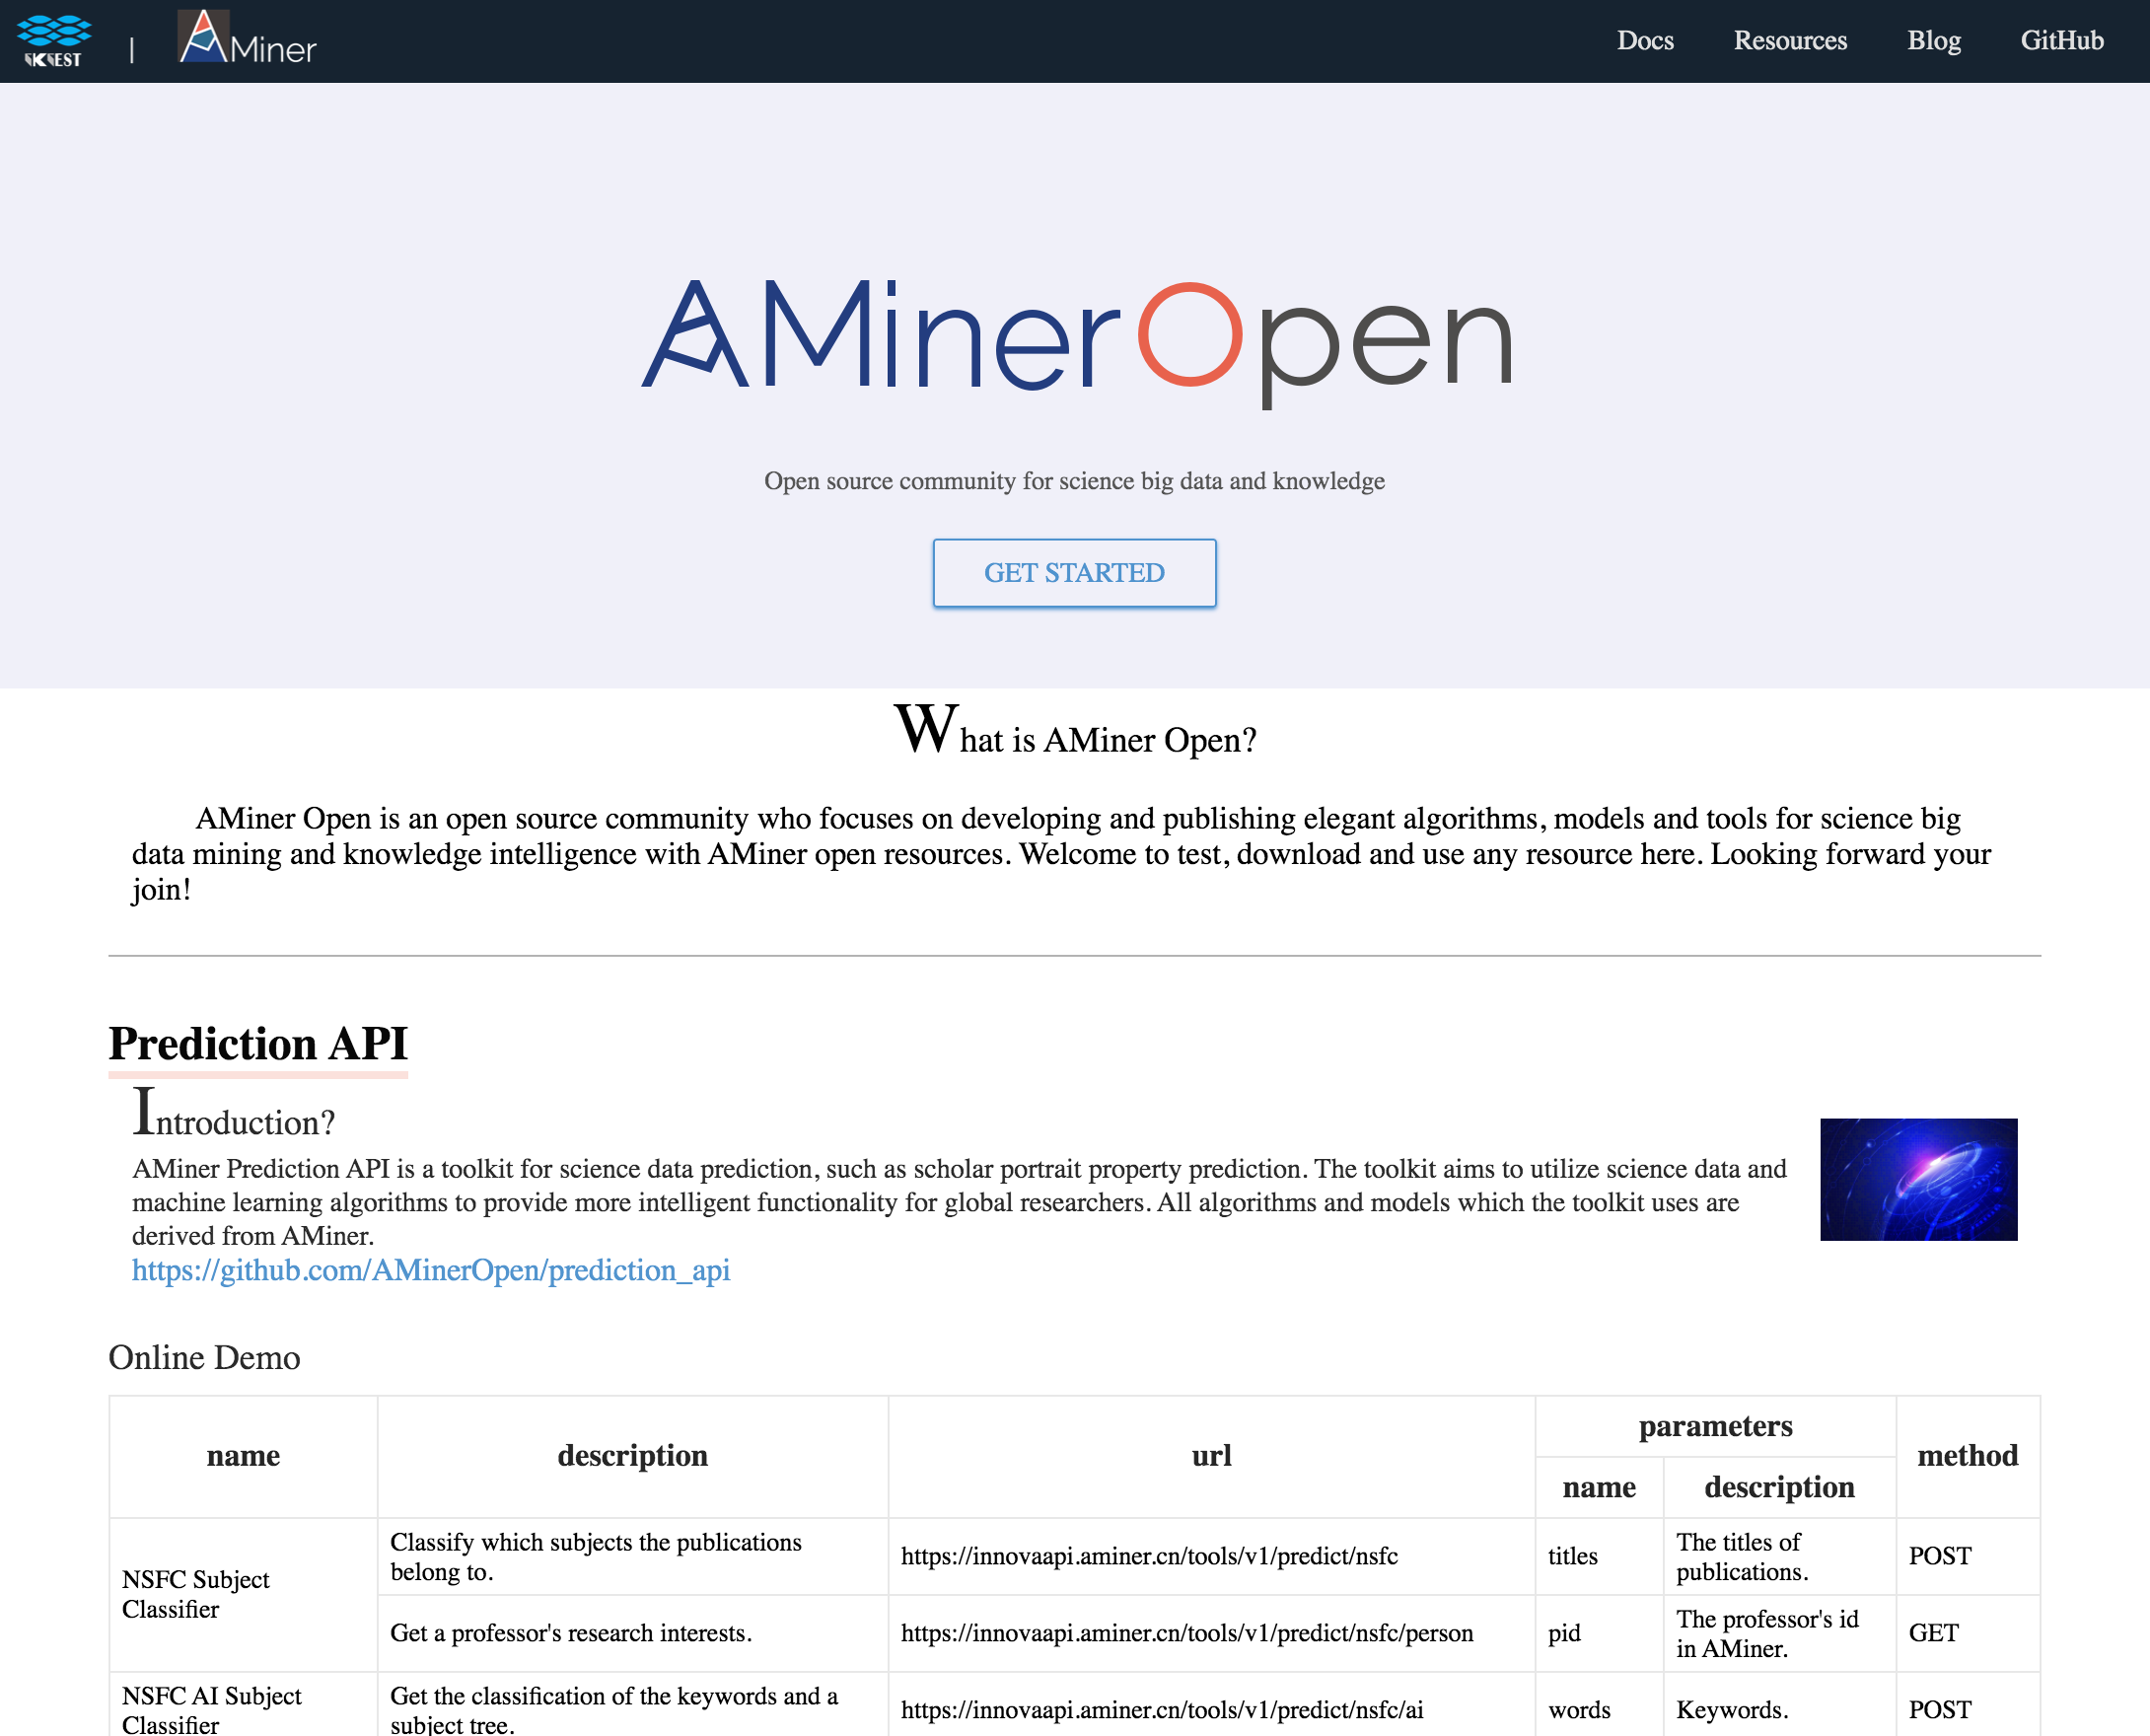 IKCEST | AMiner Docs Resources Blog GitHub
AMinerOpen
Open source community for science big data and knowledge
GET STARTED
What is AMiner Open?
AMiner Open is an open source community who focuses on developing and publishing elegant algorithms, models and tools for science big
data mining and knowledge intelligence with AMiner open resources. Welcome to test, download and use any resource here. Looking forward your
join!
Prediction API
Introduction?
AMiner Prediction API is a toolkit for science data prediction, such as scholar portrait property prediction. The toolkit aims to utilize science data and
machine learning algorithms to provide more intelligent functionality for global researchers. All algorithms and models which the toolkit uses are
derived from AMiner.
https://github.com/AMinerOpen/prediction_api
Online Demo
name description url parameters method
name description
NSFC Subject
Classifier
Classify which subjects the publications
belong to.
https://innovaapi.aminer.cn/tools/v1/predict/nsfc
titles
The titles of
publications.
POST
Get a professor's research interests.
https://innovaapi.aminer.cn/tools/v1/predict/nsfc/person
pid
The professor's id
in AMiner.
GET
NSFC AI Subject
Classifier
Get the classification of the keywords and a
subject tree.
https://innovaapi.aminer.cn/tools/v1/predict/nsfc/ai
words
Keywords.
POST